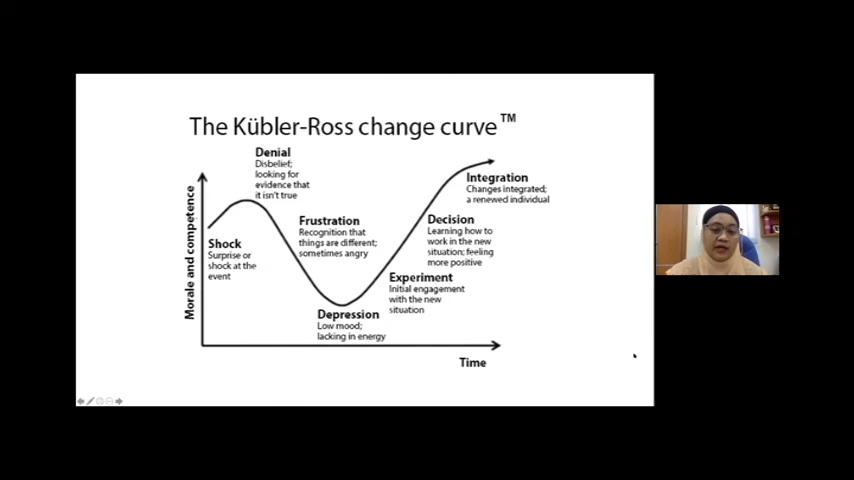 The Kübler-Ross change curve™
Denial
Disbelief;
looking for
evidence that
it isn't true
Integration
Changes integrated;
a renewed individual
Morale and competence
Frustration
Recognition that
things are different;
sometimes angry
Decision
Learning how to
work in the new
situation; feeling
more positive
Shock
Surprise or
shock at the
event
Experiment
Initial engagement
with the new
situation
Depression
Low mood;
lacking in energy
Time